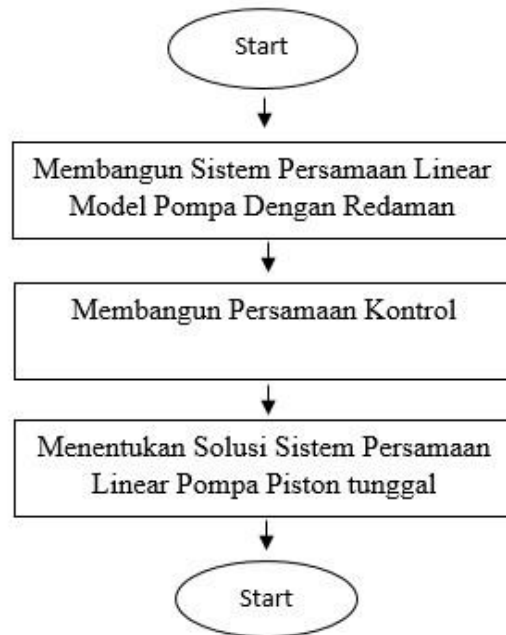 Start
Membangun Sistem Persamaan Linear
Model Pompa Dengan Redaman
Membangun Persamaan Kontrol
Menentukan Solusi Sistem Persamaan
Linear Pompa Piston tunggal
Start